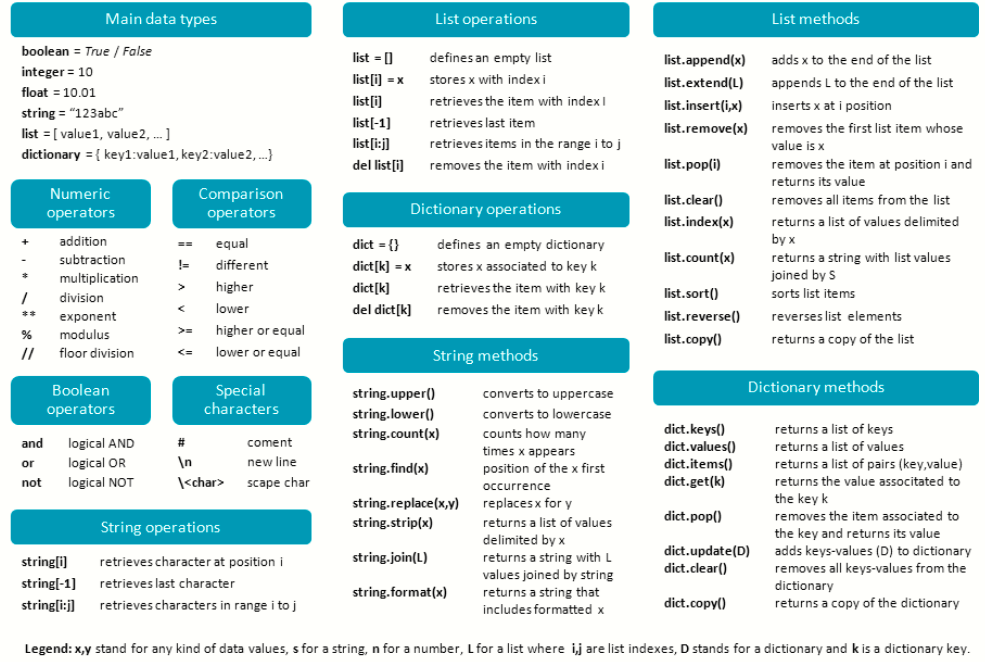 Main data types
boolean = True / False
integer = 10
float = 10.01
string = “123abc”
list = [ value1, value2, ... ]
dictionary = { key1:value1, key2:value2, ...}
Numeric
operators
+ addition
- subtraction
* multiplication
/ division
** exponent
% modulus
// floor division
Comparison
operators
== equal
!= different
> higher
< lower
>= higher or equal
<= lower or equal
Boolean
operators
and logical AND
or logical OR
not logical NOT
Special
characters
# coment
\n new line
\<char> scape char
String operations
string[i] retrieves character at position i
string[-1] retrieves last character
string[i:j] retrieves characters in range i to j
List operations
list = [] defines an empty list
list[i] = x stores x with index i
list[i] retrieves the item with index I
list[-1] retrieves last item
list[i:j] retrieves items in the range i to j
del list[i] removes the item with index i
Dictionary operations
dict = {} defines an empty dictionary
dict[k] = x stores x associated to key k
dict[k] retrieves the item with key k
del dict[k] removes the item with key k
String methods
string.upper() converts to uppercase
string.lower() converts to lowercase
string.count(x) counts how many
times x appears
string.find(x) position of the x first
occurrence
string.replace(x,y) replaces x for y
string.strip(x) returns a list of values
delimited by x
string.join(L) returns a string with L
values joined by string
string.format(x) returns a string that
includes formatted x
List methods
list.append(x) adds x to the end of the list
list.extend(L) appends L to the end of the list
list.insert(i,x) inserts x at i position
list.remove(x) removes the first list item whose
value is x
list.pop(i) removes the item at position i and
returns its value
list.clear() removes all items from the list
list.index(x) returns a list of values delimited
by x
list.count(x) returns a string with list values
joined by S
list.sort() sorts list items
list.reverse() reverses list elements
list.copy() returns a copy of the list
Dictionary methods
dict.keys() returns a list of keys
dict.values() returns a list of values
dict.items() returns a list of pairs (key,value)
dict.get(k) returns the value associtated to
the key k
dict.pop() removes the item associated to
the key and returns its value
dict.update(D) adds keys-values (D) to dictionary
dict.clear() removes all keys-values from the
dictionary
dict.copy() returns a copy of the dictionary
Legend: x,y stand for any kind of data values, s for a string, n for a number, L for a list where i,j are list indexes, D stands for a dictionary and k is a dictionary key.